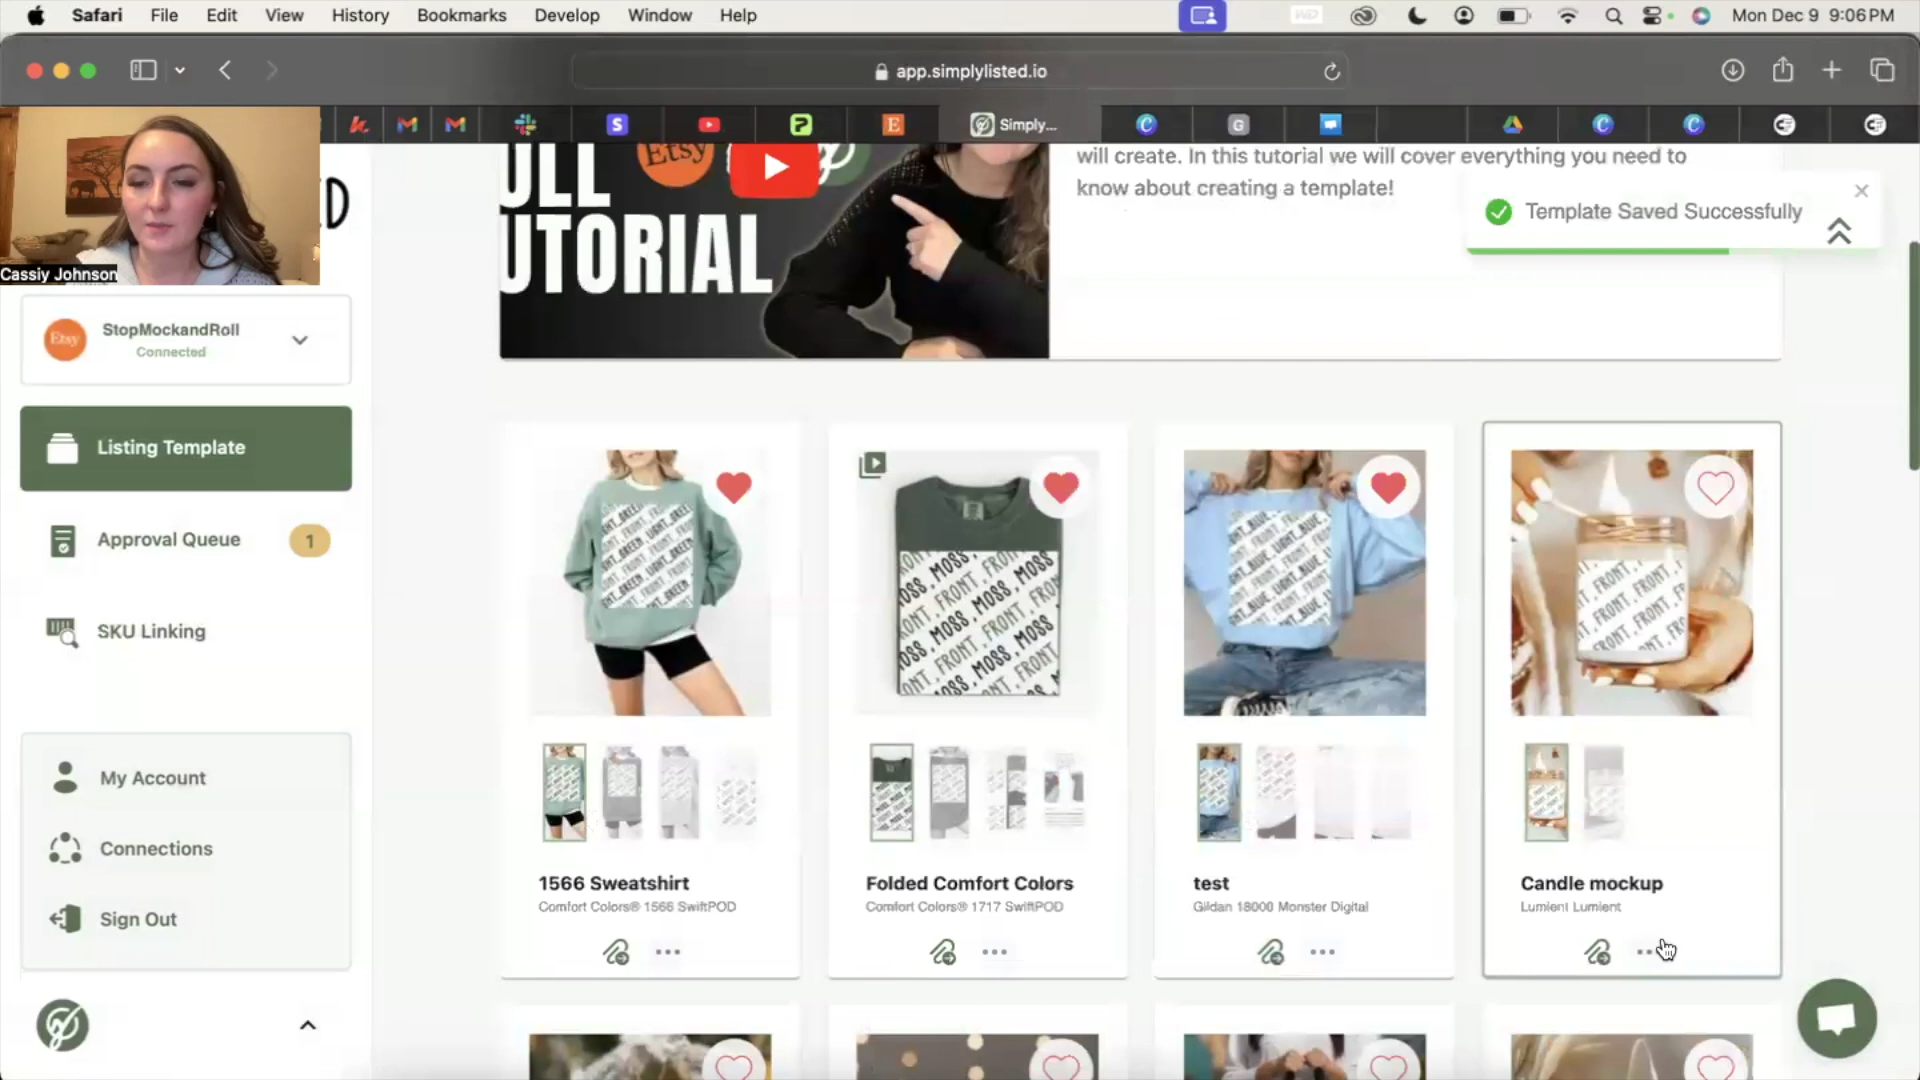 Safari File Edit View History Bookmarks Develop Window Help Mon Dec 9 9:06 PM
app.simplylisted.io
Simply...
Cassiy Johnson
StopMockandRoll
Connected
Etsy
Listing Template
Approval Queue 1
SKU Linking
My Account
Connections
Sign Out
Etsy
TUTORIAL
will create. In this tutorial we will cover everything you need to
know about creating a template!
Template Saved Successfully
1566 Sweatshirt
Comfort Colors® 1566 SwiftPOD
Folded Comfort Colors
Comfort Colors® 1717 SwiftPOD
test
Gildan 18000 Monster Digital
Candle mockup
Lumient Lumient